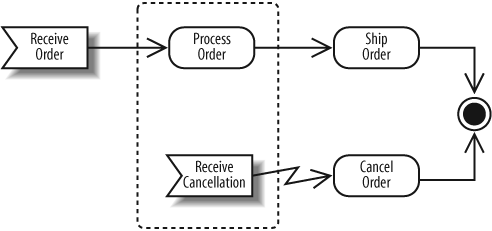 Receive
Order
Process
Order
Ship
Order
Receive
Cancellation
Cancel
Order